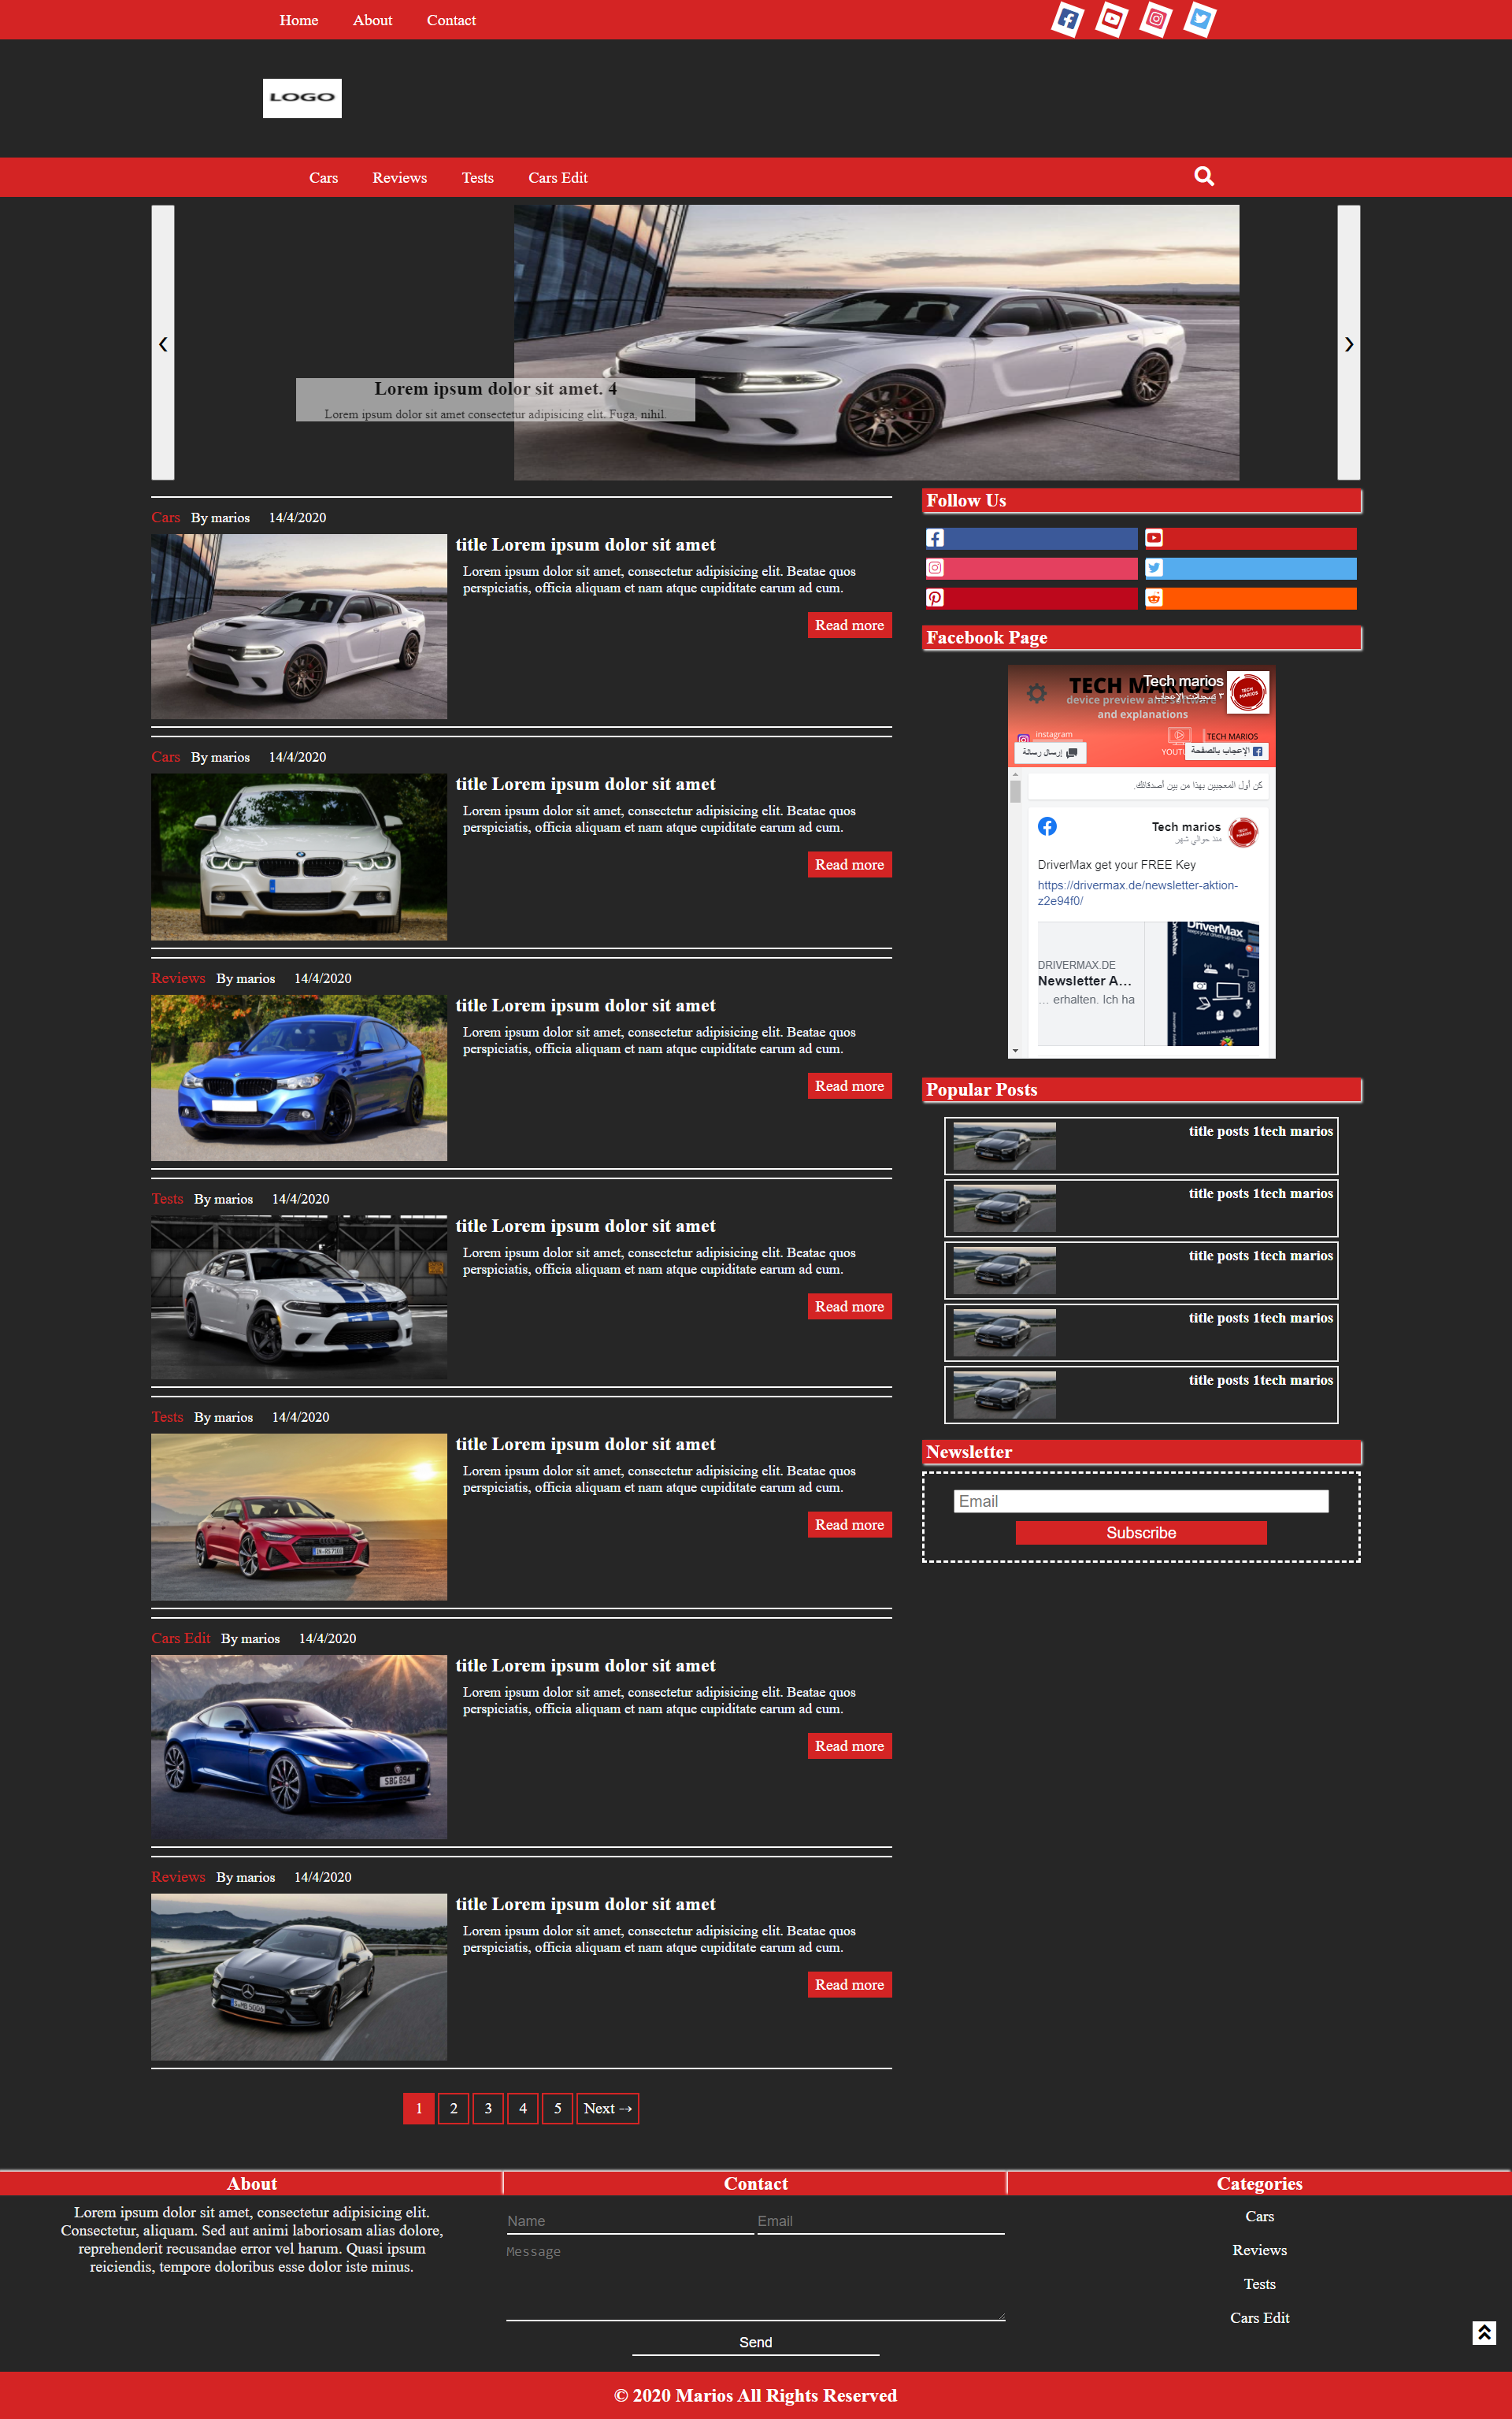 Home About Contact
LOGO
Cars Reviews Tests Cars Edit
Lorem ipsum dolor sit amet. 4
Lorem ipsum dolor sit amet consectetur adipisicing elit. Fuga, nihil.
Cars By marios 14/4/2020
title Lorem ipsum dolor sit amet
Lorem ipsum dolor sit amet, consectetur adipisicing elit. Beatae quos
perspiciatis, officia aliquam et nam atque cupiditate earum ad cum.
Read more
Cars By marios 14/4/2020
title Lorem ipsum dolor sit amet
Lorem ipsum dolor sit amet, consectetur adipisicing elit. Beatae quos
perspiciatis, officia aliquam et nam atque cupiditate earum ad cum.
Read more
Reviews By marios 14/4/2020
title Lorem ipsum dolor sit amet
Lorem ipsum dolor sit amet, consectetur adipisicing elit. Beatae quos
perspiciatis, officia aliquam et nam atque cupiditate earum ad cum.
Read more
Tests By marios 14/4/2020
title Lorem ipsum dolor sit amet
Lorem ipsum dolor sit amet, consectetur adipisicing elit. Beatae quos
perspiciatis, officia aliquam et nam atque cupiditate earum ad cum.
Read more
Tests By marios 14/4/2020
title Lorem ipsum dolor sit amet
Lorem ipsum dolor sit amet, consectetur adipisicing elit. Beatae quos
perspiciatis, officia aliquam et nam atque cupiditate earum ad cum.
Read more
Cars Edit By marios 14/4/2020
title Lorem ipsum dolor sit amet
Lorem ipsum dolor sit amet, consectetur adipisicing elit. Beatae quos
perspiciatis, officia aliquam et nam atque cupiditate earum ad cum.
Read more
SBG 894
Reviews By marios 14/4/2020
title Lorem ipsum dolor sit amet
Lorem ipsum dolor sit amet, consectetur adipisicing elit. Beatae quos
perspiciatis, officia aliquam et nam atque cupiditate earum ad cum.
Read more
1 2 3 4 5 Next ⤍
Follow Us
Facebook Page
TECH MARIOS
Tech marios
٣ تسجيلات الإعجاب
device preview and software
and explanations
instagram
TECH MARIOS
إرسال رسالة
الإعجاب بالصفحة
كن أول المعجبين بهذا من بين أصدقائك.
Tech marios
منذ حوالي شهر
DriverMax get your FREE Key
https://drivermax.de/newsletter-aktion-
z2e94f0/
DriverMax
DRIVERMAX.DE
Newsletter A…
… erhalten. Ich ha
Popular Posts
title posts 1tech marios
title posts 1tech marios
title posts 1tech marios
title posts 1tech marios
title posts 1tech marios
Newsletter
Email
Subscribe
About
Lorem ipsum dolor sit amet, consectetur adipisicing elit.
Consectetur, aliquam. Sed aut animi laboriosam alias dolore,
reprehenderit recusandae error vel harum. Quasi ipsum
reiciendis, tempore doloribus esse dolor iste minus.
Contact
Name Email
Message
Send
Categories
Cars
Reviews
Tests
Cars Edit
© 2020 Marios All Rights Reserved